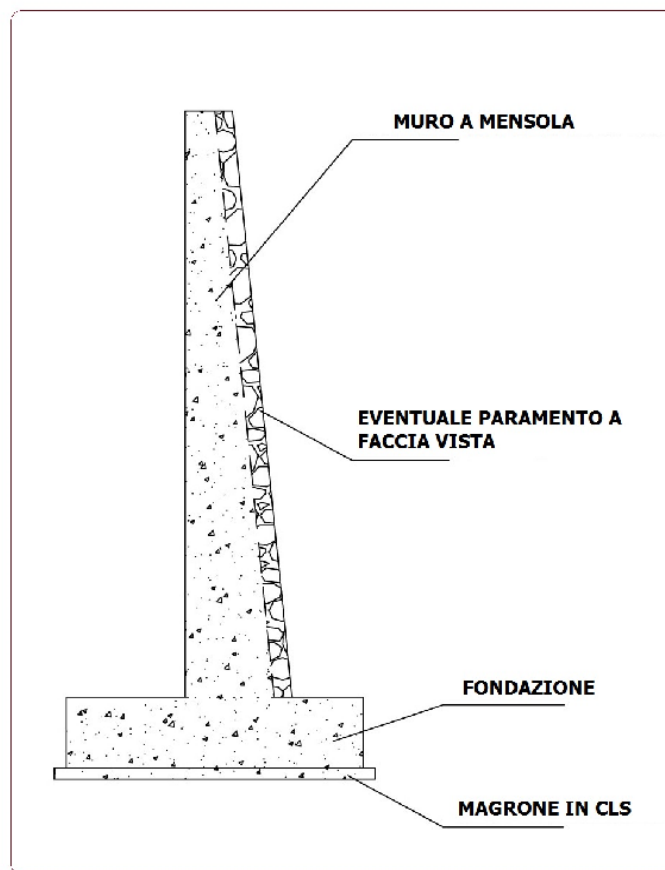 MURO A MENSOLA
EVENTUALE PARAMENTO A
FACCIA VISTA
FONDAZIONE
MAGRONE IN CLS